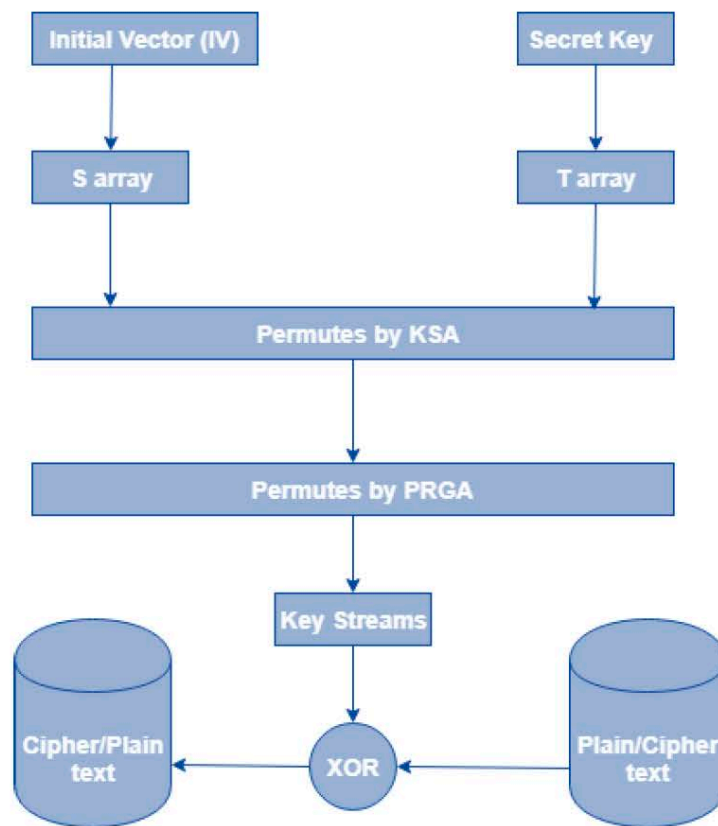 Initial Vector (IV)
Secret Key
S array
T array
Permutes by KSA
Permutes by PRGA
Key Streams
Cipher/Plain
text
XOR
Plain/Cipher
text